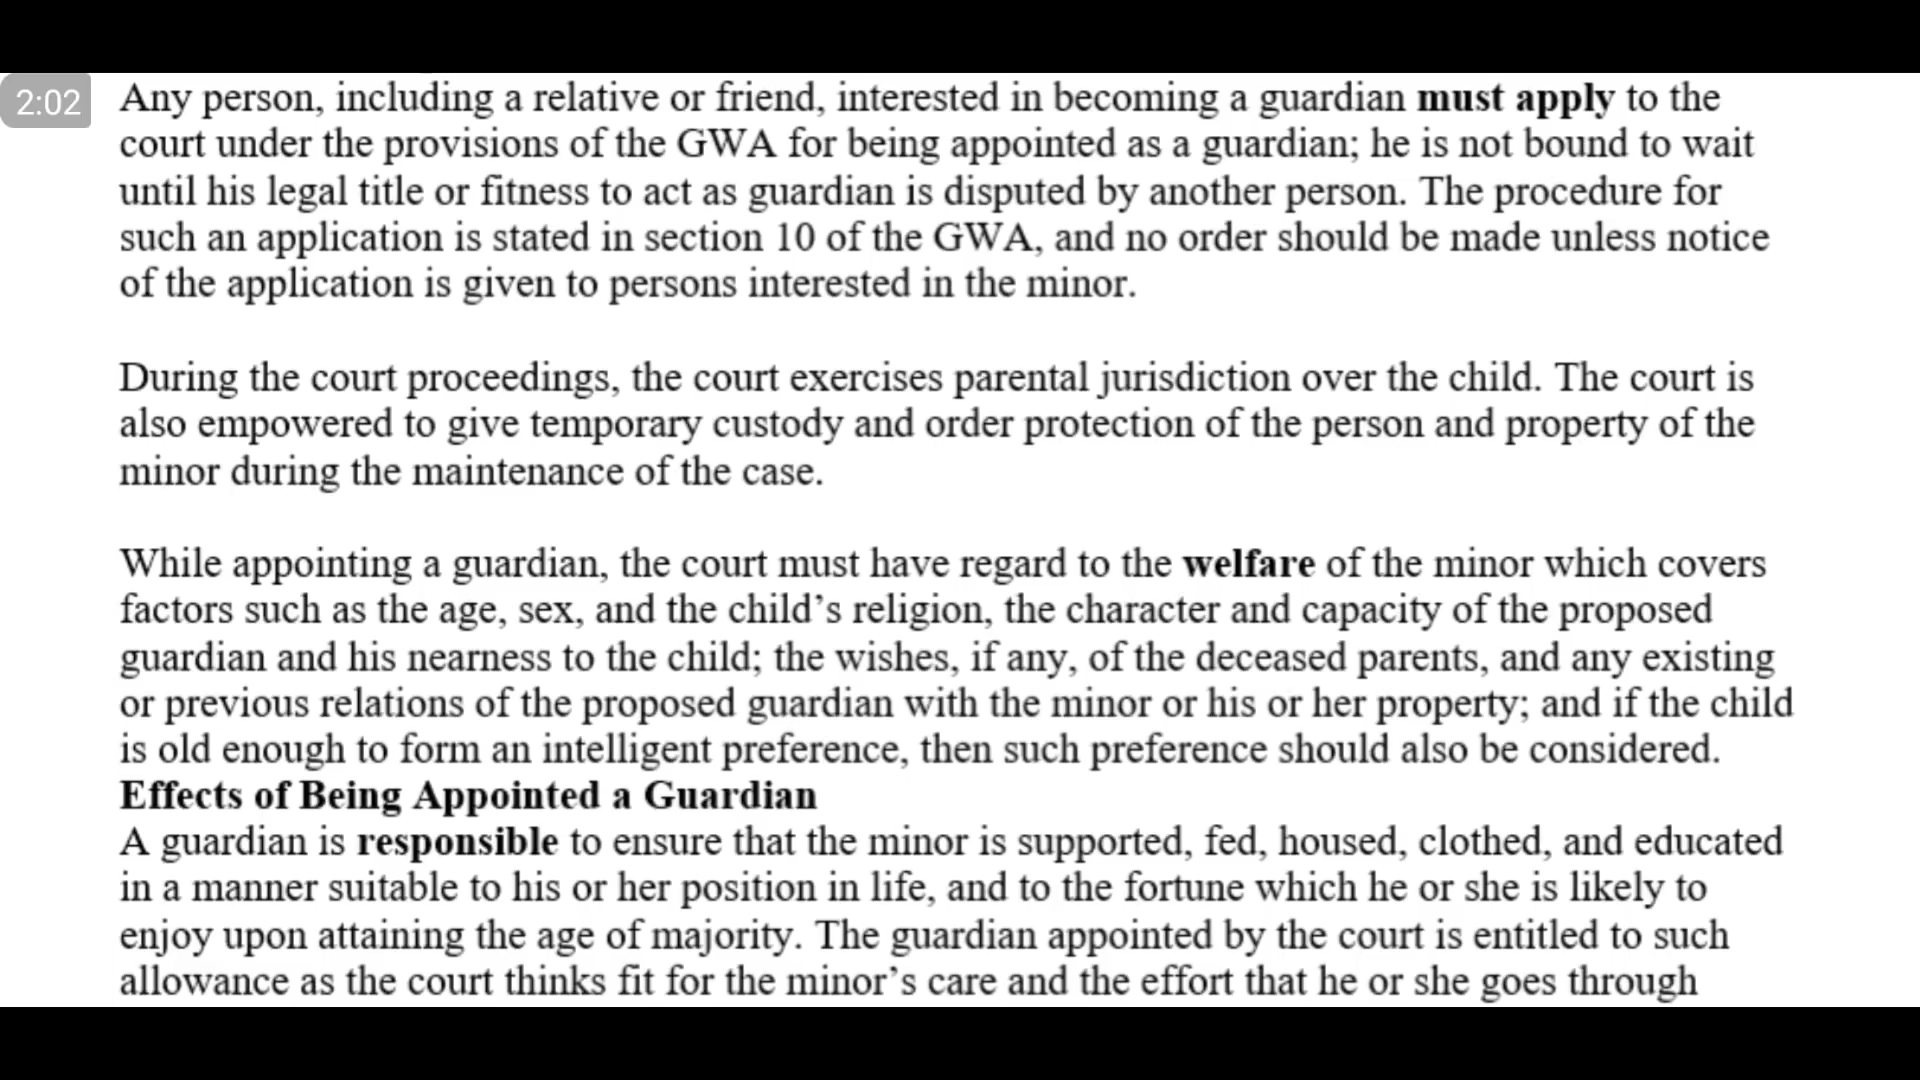 2:02
Any person, including a relative or friend, interested in becoming a guardian must apply to the
court under the provisions of the GWA for being appointed as a guardian; he is not bound to wait
until his legal title or fitness to act as guardian is disputed by another person. The procedure for
such an application is stated in section 10 of the GWA, and no order should be made unless notice
of the application is given to persons interested in the minor.
During the court proceedings, the court exercises parental jurisdiction over the child. The court is
also empowered to give temporary custody and order protection of the person and property of the
minor during the maintenance of the case.
While appointing a guardian, the court must have regard to the welfare of the minor which covers
factors such as the age, sex, and the child’s religion, the character and capacity of the proposed
guardian and his nearness to the child; the wishes, if any, of the deceased parents, and any existing
or previous relations of the proposed guardian with the minor or his or her property; and if the child
is old enough to form an intelligent preference, then such preference should also be considered.
Effects of Being Appointed a Guardian
A guardian is responsible to ensure that the minor is supported, fed, housed, clothed, and educated
in a manner suitable to his or her position in life, and to the fortune which he or she is likely to
enjoy upon attaining the age of majority. The guardian appointed by the court is entitled to such
allowance as the court thinks fit for the minor’s care and the effort that he or she goes through